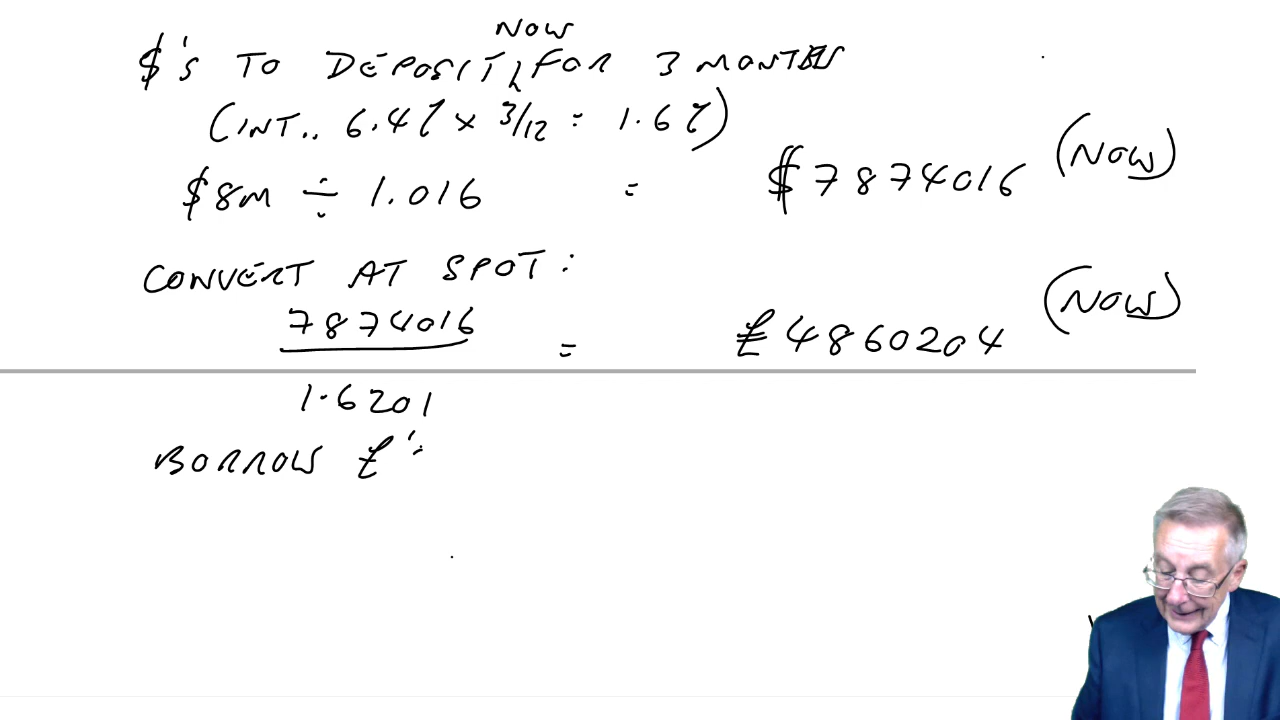 NOW
$'s TO DEPOSIT, FOR 3 MONTHS
(INT.. 6.4% × 3/12 = 1.6%)
$8M ÷ 1.016 = $7874016 (NOW)
CONVERT AT SPOT:
7874016
= £4860204 (NOW)
1.6201
BORROW £'s